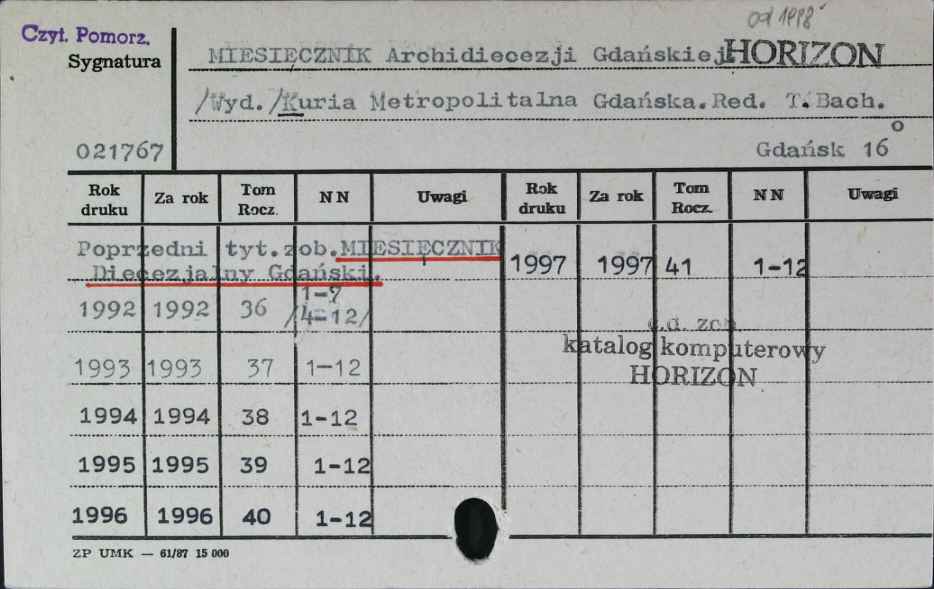 od 1998
Czyt. Pomorz.
Sygnatura
MIESIĘCZNIK Archidiecezji Gdańskiej HORIZON
/Wyd./Kuria Metropolitalna Gdańska. Red. T. Bach.
021767
Gdańsk 16°
Rok druku Za rok Tom Rocz. NN Uwagi Rok druku Za rok Tom Rocz. NN Uwagi
Poprzedni tyt. zob. MIESIĘCZNIK
Diecezjalny Gdański.
1997 1997 41 1-12
1992 1992 36 1-7
/4-12/
c.d. zob.
katalog komputerowy
HORIZON
1993 1993 37 1-12
1994 1994 38 1-12
1995 1995 39 1-12
1996 1996 40 1-12
ZP UMK — 61/87 15 000